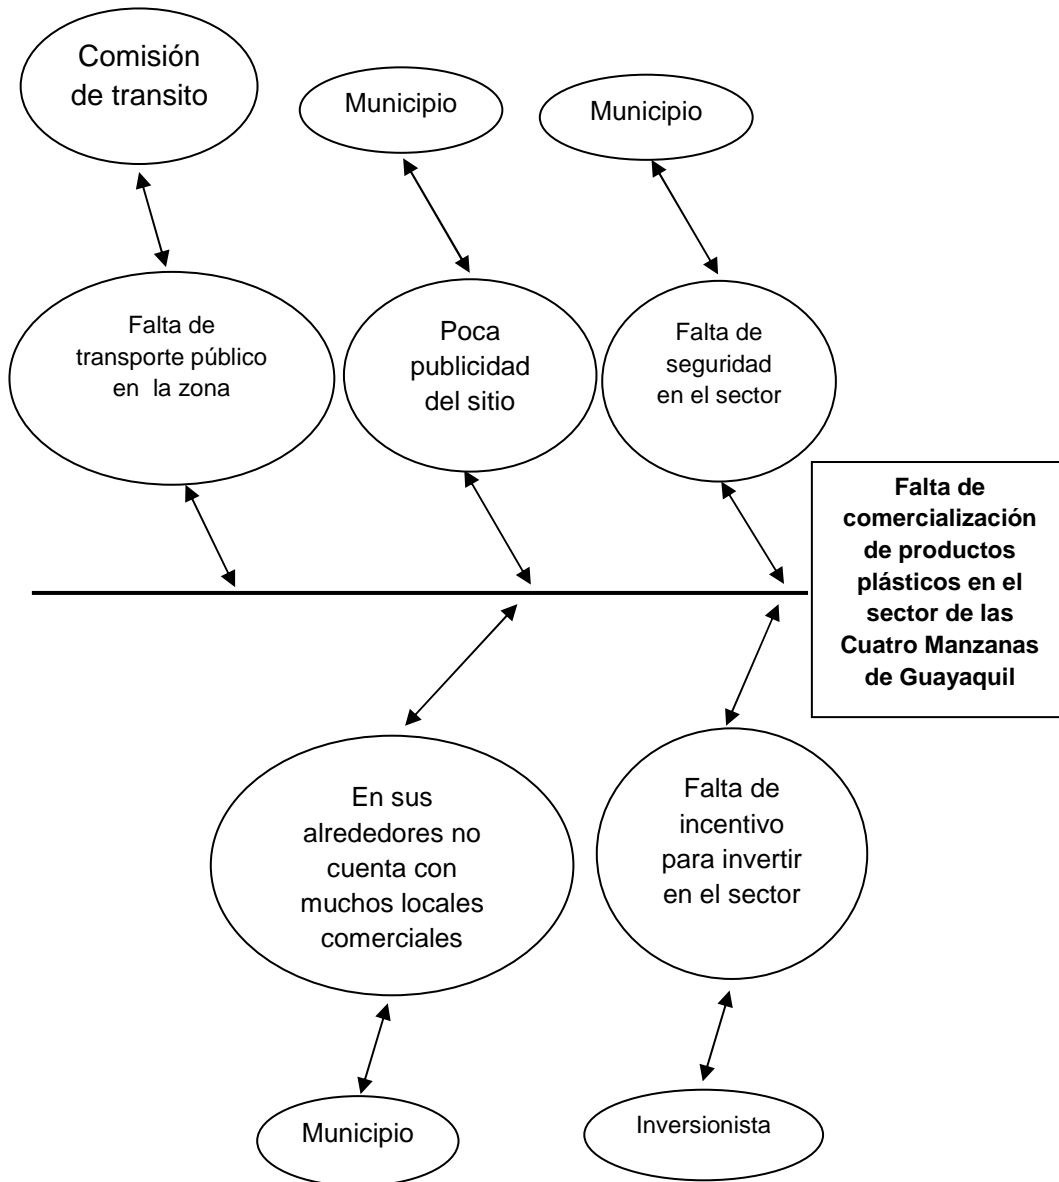 Comisión
de transito
Municipio
Municipio
Falta de
transporte público
en la zona
Poca
publicidad
del sitio
Falta de
seguridad
en el sector
Falta de
comercialización
de productos
plásticos en el
sector de las
Cuatro Manzanas
de Guayaquil
En sus
alrededores no
cuenta con
muchos locales
comerciales
Falta de
incentivo
para invertir
en el sector
Municipio
Inversionista